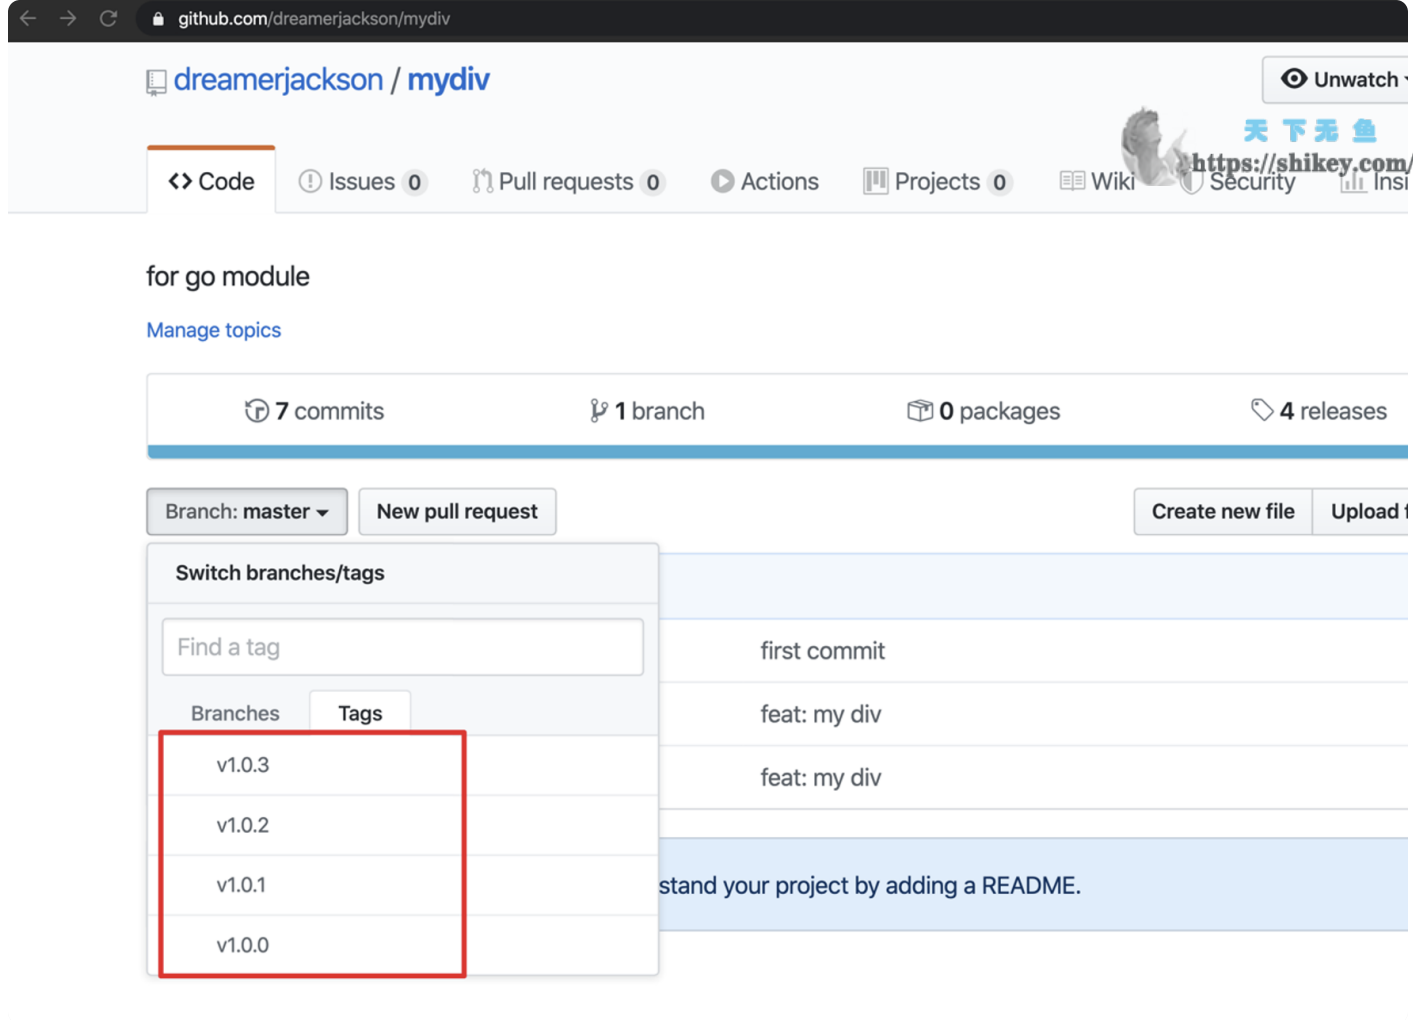 github.com/dreamerjackson/mydiv
dreamerjackson / mydiv
Unwatch
天下无鱼
https://shikey.com/
Code
Issues 0
Pull requests 0
Actions
Projects 0
Wiki
Security
Insi
for go module
Manage topics
7 commits
1 branch
0 packages
4 releases
Branch: master
New pull request
Create new file
Upload f
Switch branches/tags
Find a tag
Branches
Tags
v1.0.3
v1.0.2
v1.0.1
v1.0.0
first commit
feat: my div
feat: my div
stand your project by adding a README.